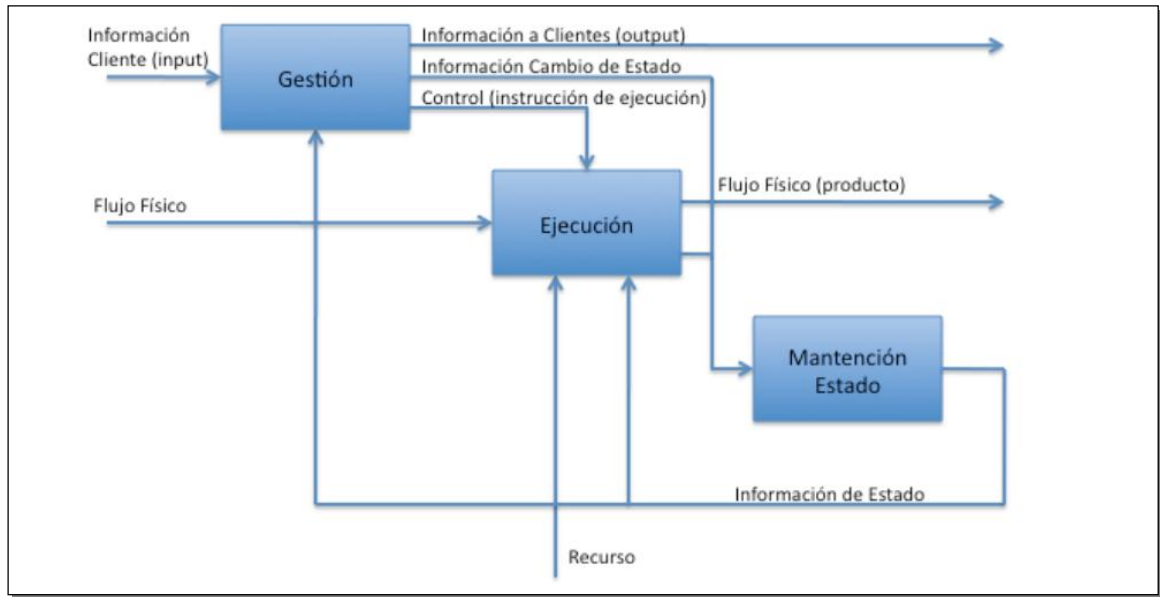 Información
Cliente (input)
Gestión
Información a Clientes (output)
Información Cambio de Estado
Control (instrucción de ejecución)
Flujo Físico
Ejecución
Flujo Físico (producto)
Mantención
Estado
Información de Estado
Recurso